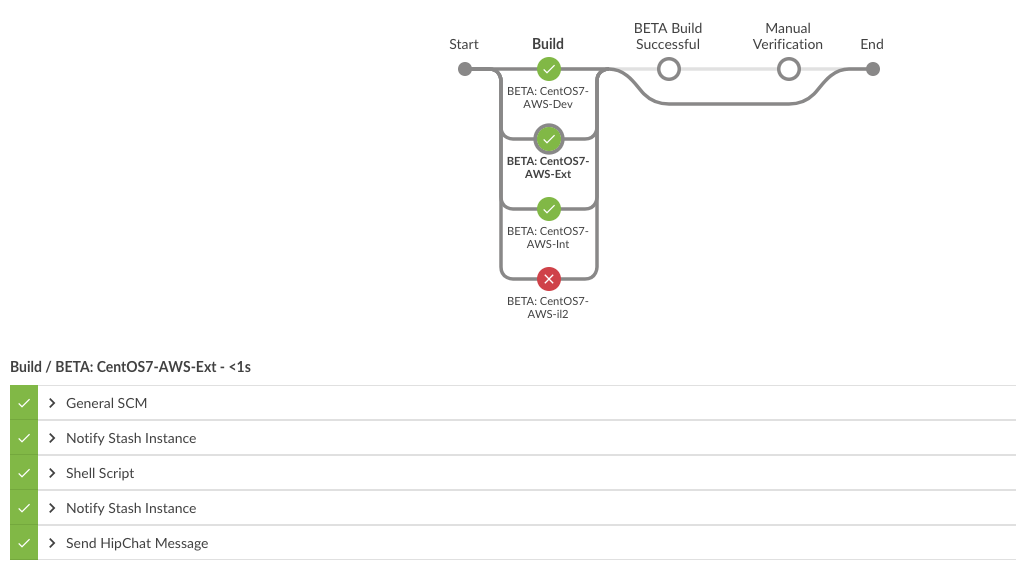 BETA Build
Manual
Start
Build
Successful
Verification
End
BETA: CentOS7-
AWS-Dev
BETA: CentOS7-
AWS-Ext
BETA: CentOS7-
AWS-Int
BETA: CentOS7-
AWS-il2
Build / BETA: CentOS7-AWS-Ext - <1s
General SCM
Notify Stash Instance
Shell Script
Notify Stash Instance
Send HipChat Message